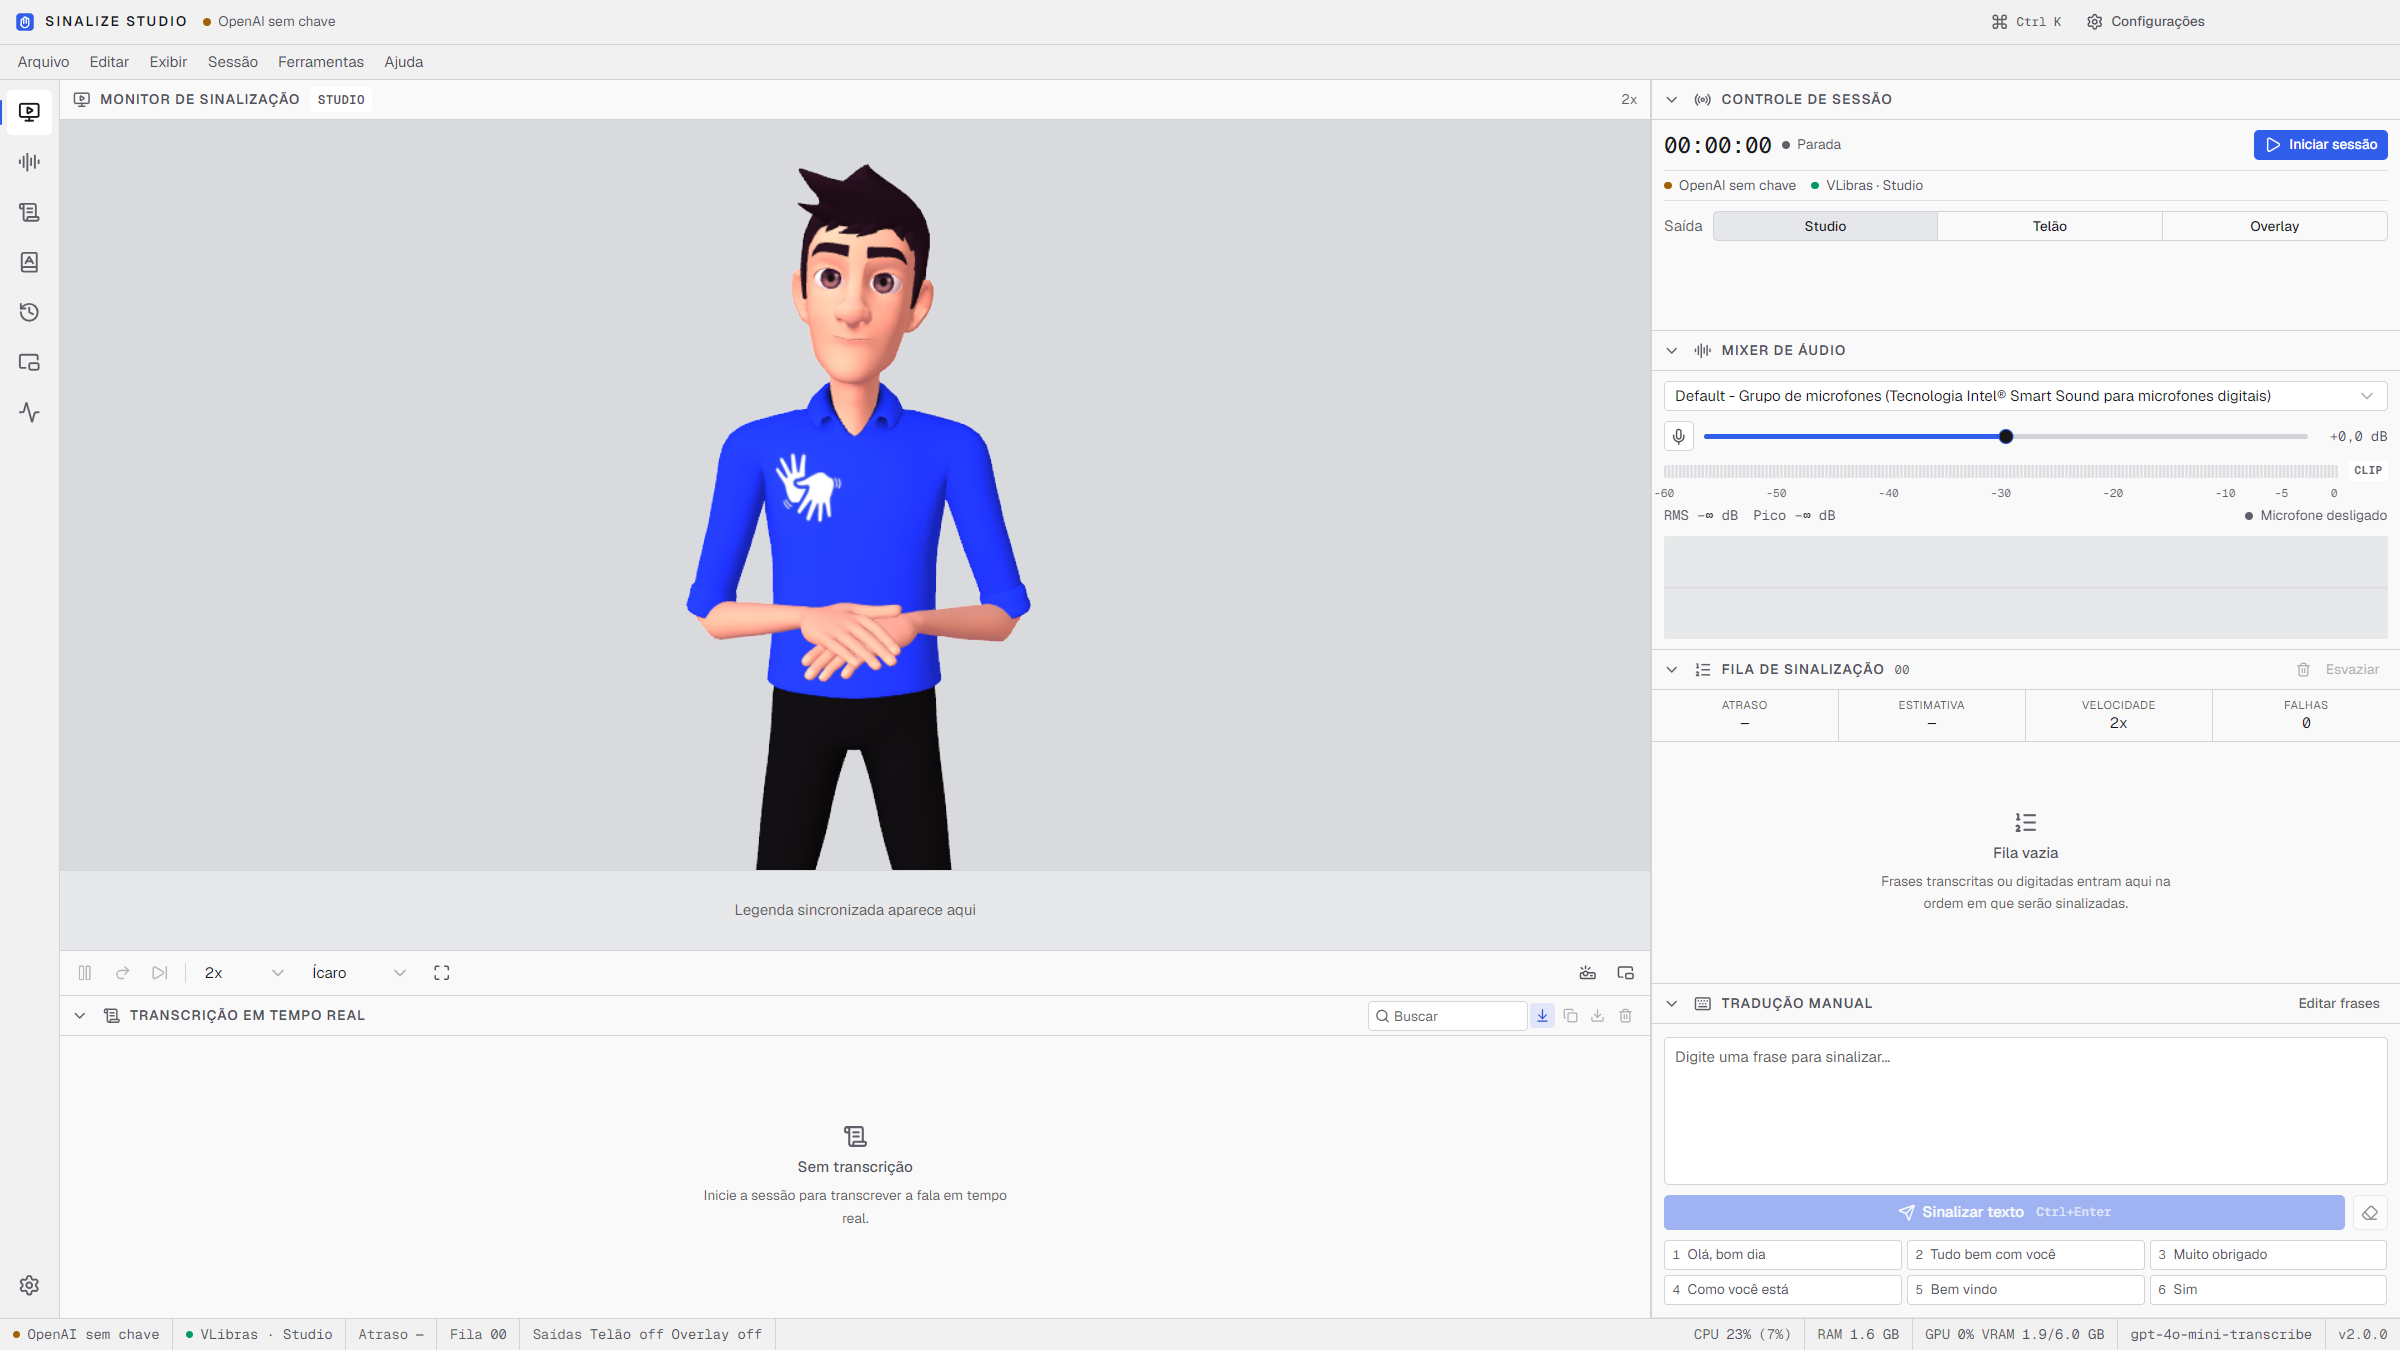 SINALIZE STUDIO OpenAI sem chave Ctrl K Configurações
Arquivo Editar Exibir Sessão Ferramentas Ajuda
MONITOR DE SINALIZAÇÃO STUDIO 2x
Legenda sincronizada aparece aqui
2x Ícaro
TRANSCRIÇÃO EM TEMPO REAL Buscar
Sem transcrição
Inicie a sessão para transcrever a fala em tempo
real.
CONTROLE DE SESSÃO
00:00:00 Parada Iniciar sessão
OpenAI sem chave VLibras · Studio
Saída Studio Telão Overlay
MIXER DE ÁUDIO
Default - Grupo de microfones (Tecnologia Intel® Smart Sound para microfones digitais)
+0,0 dB
CLIP
-60 -50 -40 -30 -20 -10 -5 0
RMS -∞ dB Pico -∞ dB Microfone desligado
FILA DE SINALIZAÇÃO 00 Esvaziar
ATRASO ESTIMATIVA VELOCIDADE FALHAS
— — 2x 0
Fila vazia
Frases transcritas ou digitadas entram aqui na
ordem em que serão sinalizadas.
TRADUÇÃO MANUAL Editar frases
Digite uma frase para sinalizar...
Sinalizar texto Ctrl+Enter
1 Olá, bom dia 2 Tudo bem com você 3 Muito obrigado
4 Como você está 5 Bem vindo 6 Sim
OpenAI sem chave VLibras · Studio Atraso — Fila 00 Saídas Telão off Overlay off CPU 23% (7%) RAM 1.6 GB GPU 0% VRAM 1.9/6.0 GB gpt-4o-mini-transcribe v2.0.0